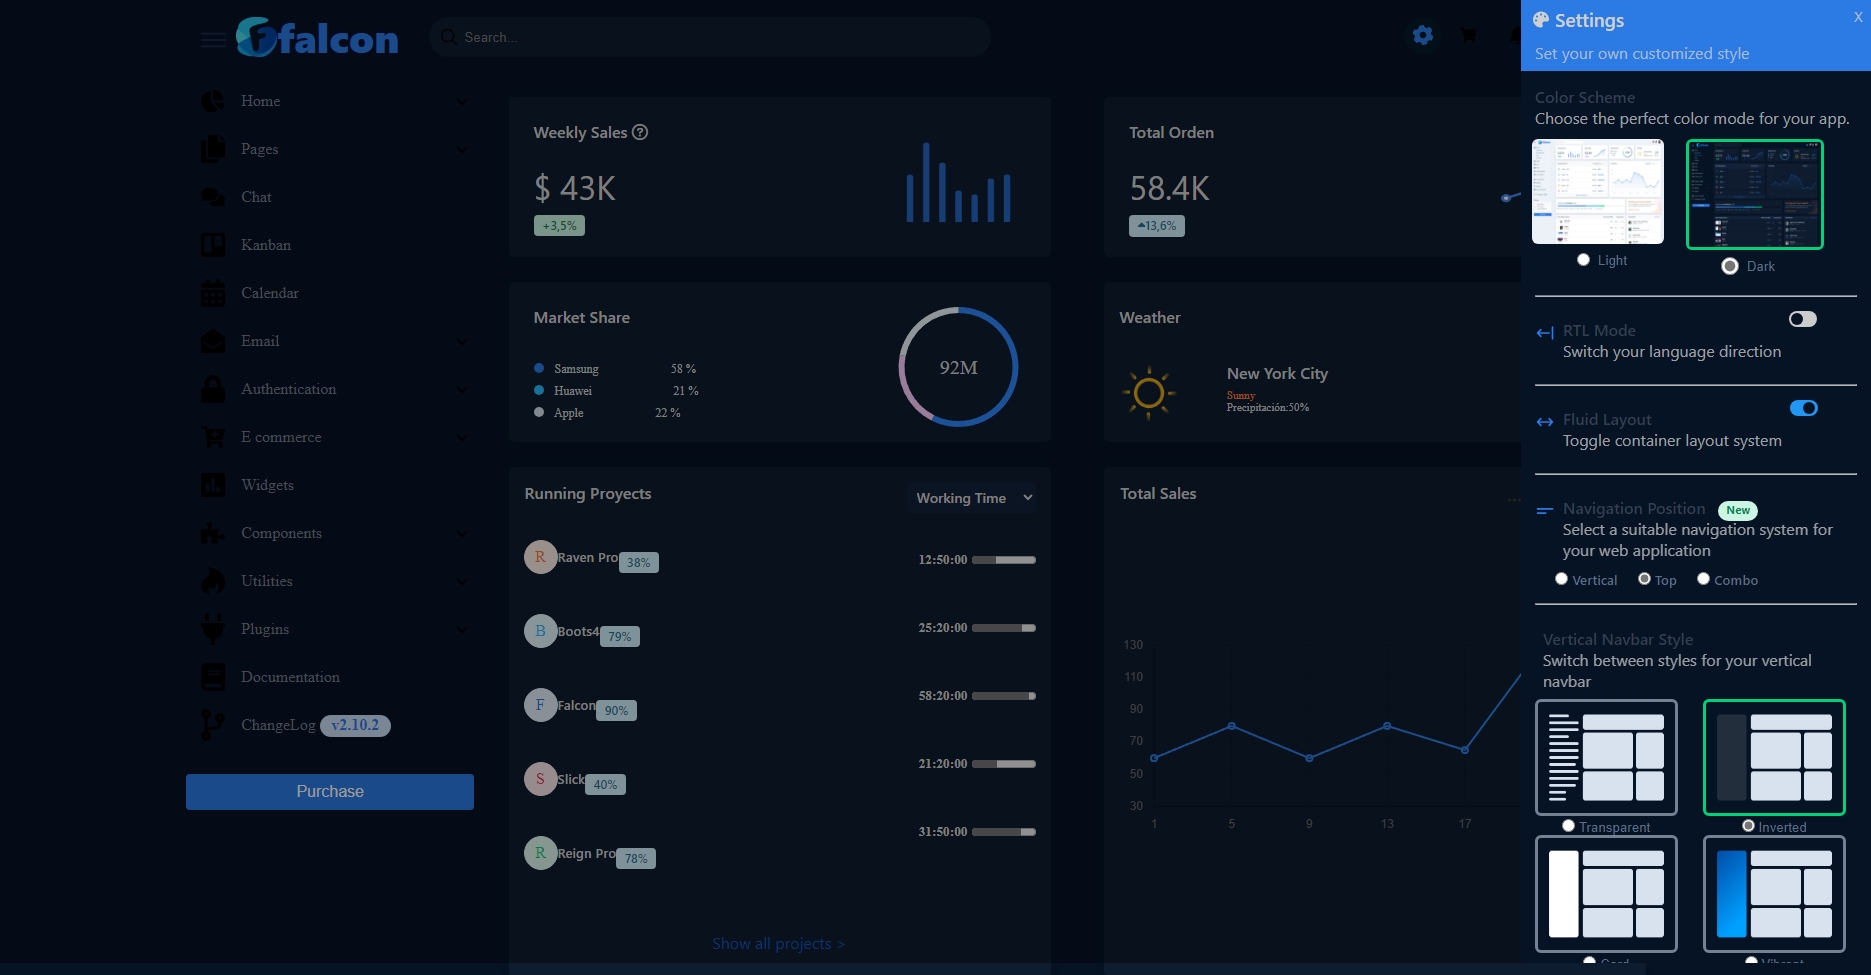 falcon
Search...
Home
Pages
Chat
Kanban
Calendar
Email
Authentication
E commerce
Widgets
Components
Utilities
Plugins
Documentation
ChangeLog v2.10.2
Purchase
Weekly Sales ?
$ 43K
+3,5%
Total Orden
58.4K
13,6%
Market Share
Samsung 58 %
Huawei 21 %
Apple 22 %
92M
Weather
New York City
Sunny
Precipitación:50%
Running Proyects
Working Time
R Raven Pro 38% 12:50:00
B Boots4 79% 25:20:00
F Falcon 90% 58:20:00
S Slick 40% 21:20:00
R Reign Pro 78% 31:50:00
Show all projects >
Total Sales
...
130
110
90
70
50
30
1 5 9 13 17
Settings
X
Set your own customized style
Color Scheme
Choose the perfect color mode for your app.
Light Dark
RTL Mode
Switch your language direction
Fluid Layout
Toggle container layout system
Navigation Position New
Select a suitable navigation system for
your web application
Vertical Top Combo
Vertical Navbar Style
Switch between styles for your vertical
navbar
Transparent Inverted
Card Vibrant